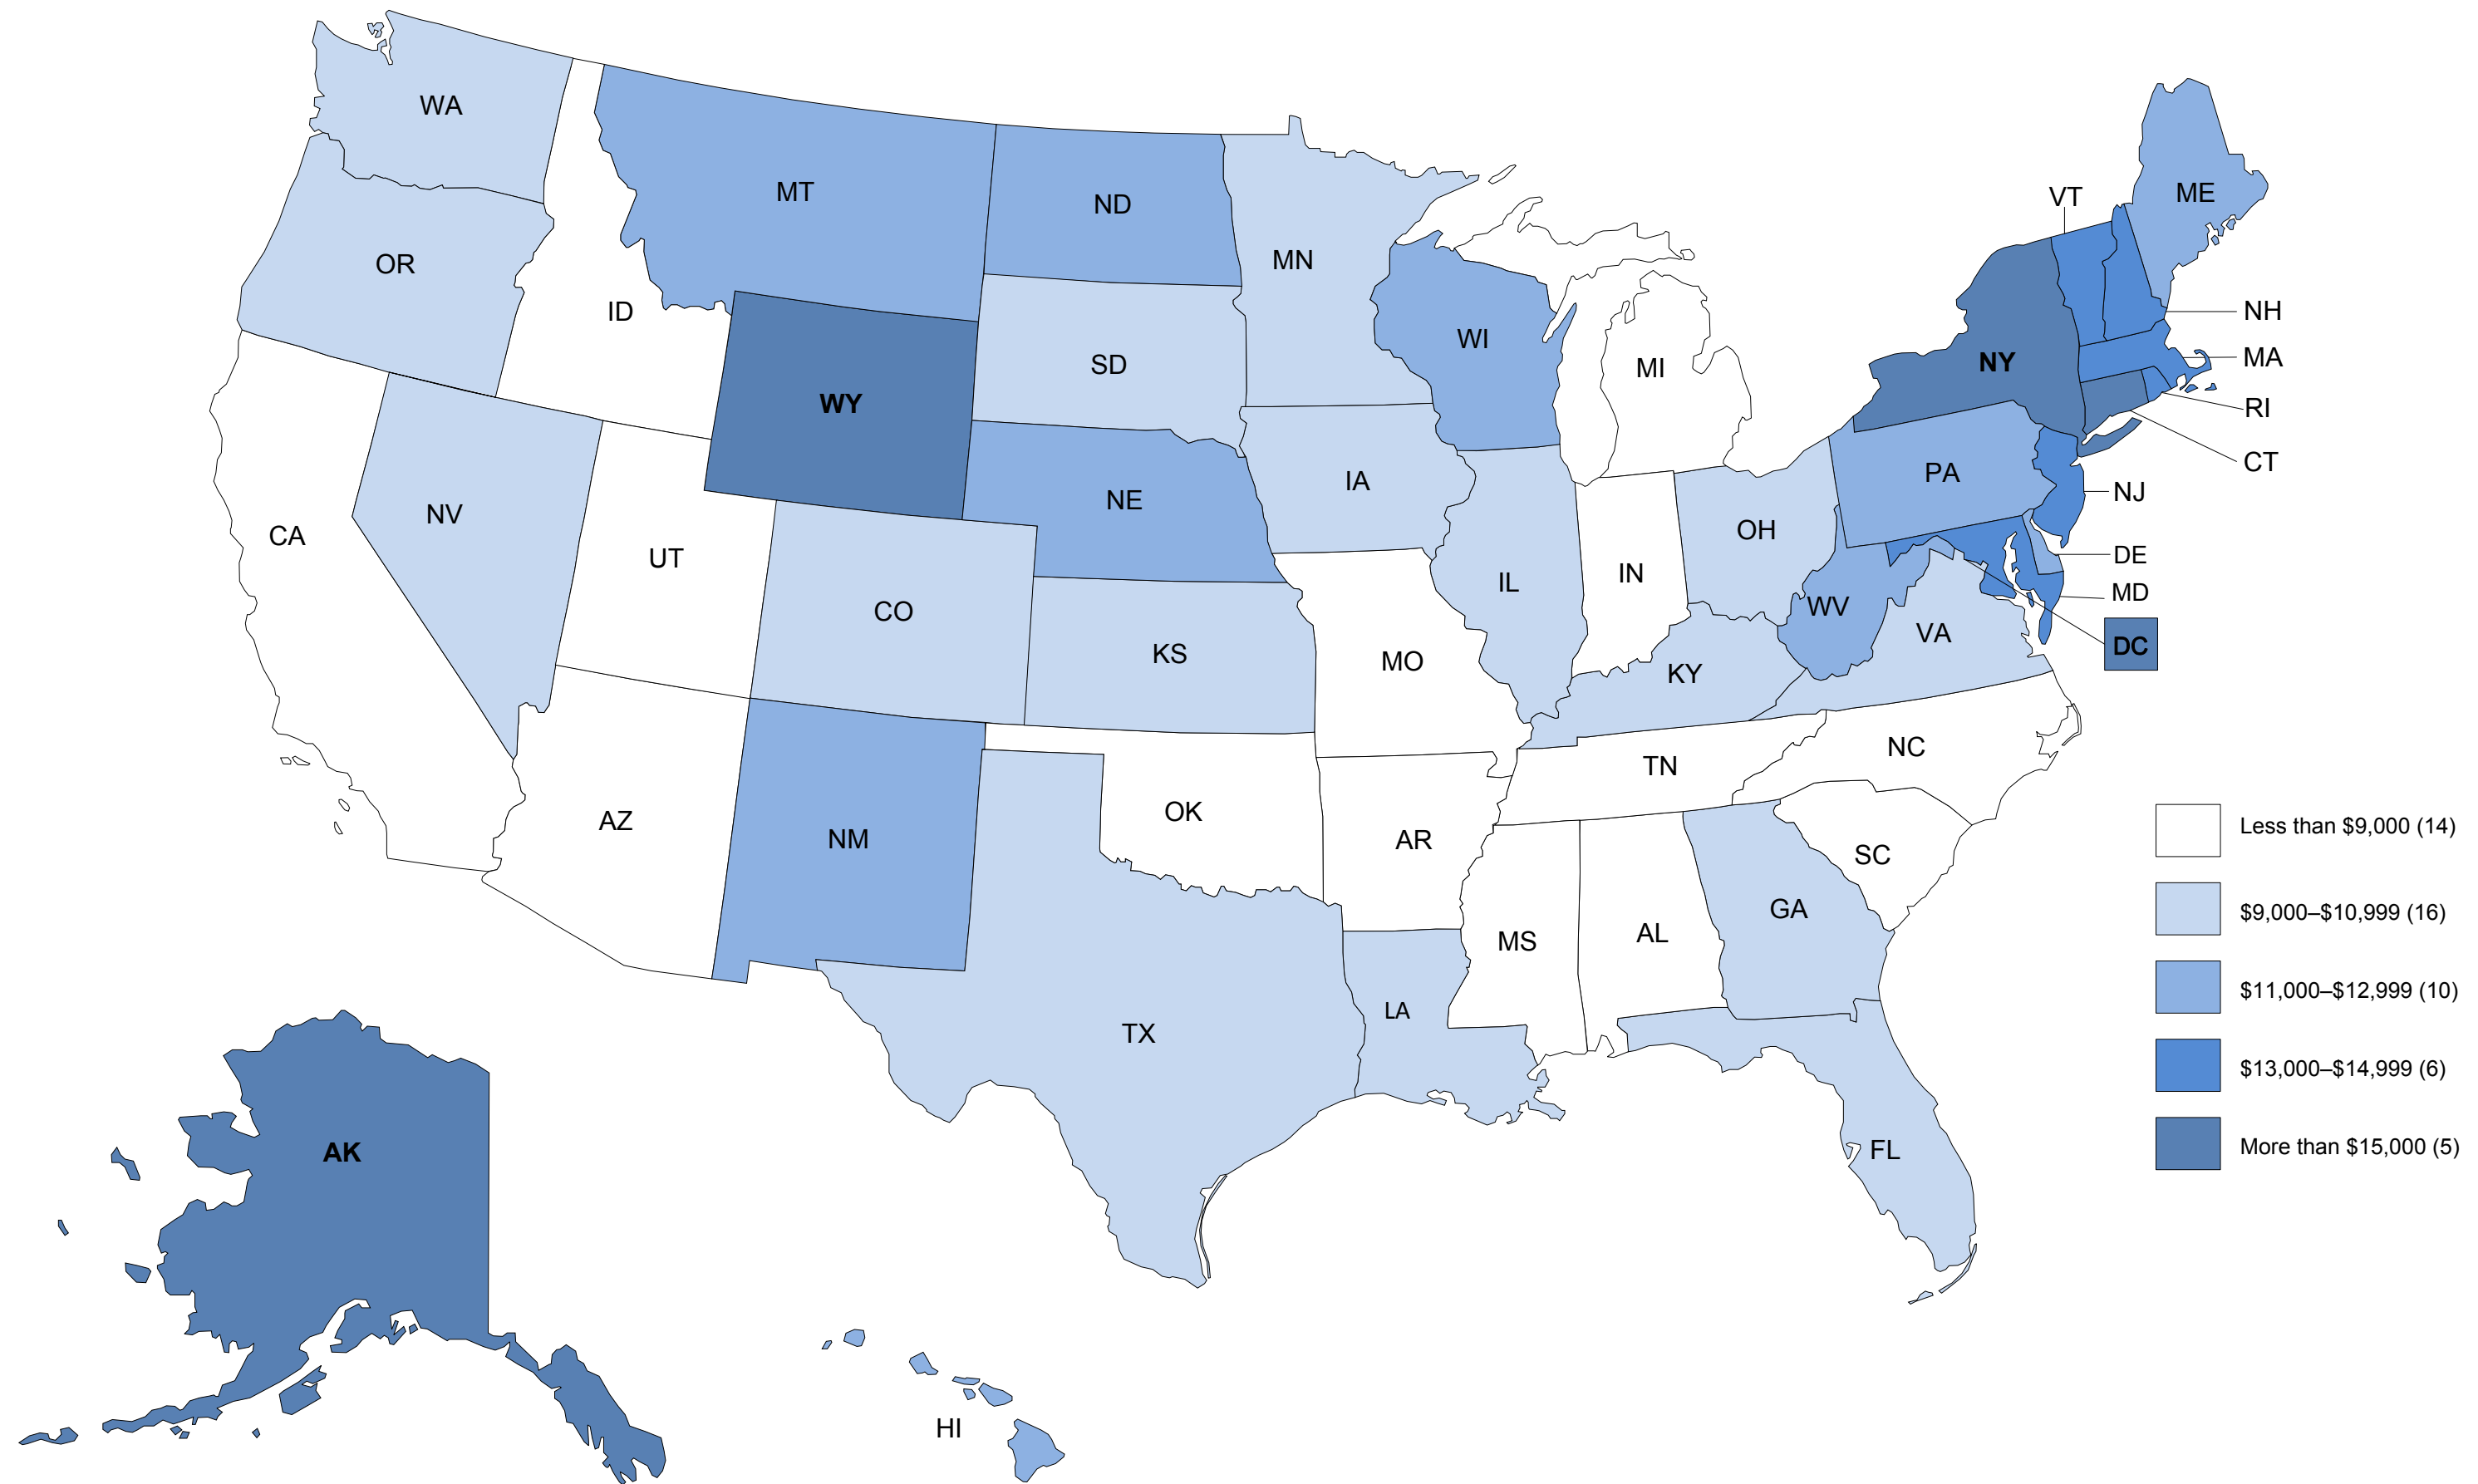 WA
MT
ND
VT
ME
OR
MN
ID
NH
WI
MA
NY
SD
MI
WY
RI
CT
PA
IA
NJ
NE
NV
OH
CA
DE
UT
IN
IL
MD
WV
CO
VA
DC
KS
MO
KY
NC
TN
OK
AZ
Less than $9,000 (14)
NM
AR
SC
$9,000–$10,999 (16)
GA
AL
MS
$11,000–$12,999 (10)
LA
TX
$13,000–$14,999 (6)
AK
FL
More than $15,000 (5)
HI